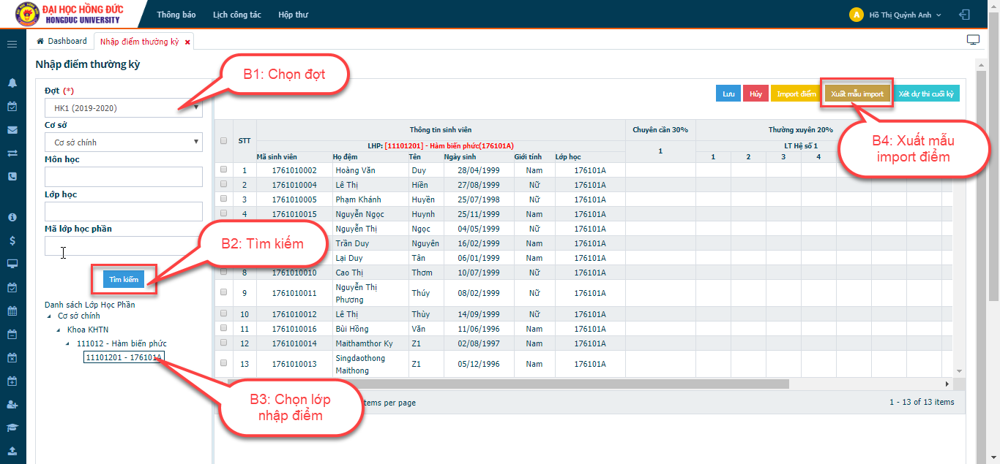 ĐẠI HỌC HỒNG ĐỨC
HONGDUC UNIVERSITY
Thông báo Lịch công tác Hộp thư
A Hồ Thị Quỳnh Anh
Dashboard Nhập điểm thường kỳ
Nhập điểm thường kỳ
B1: Chọn đợt
Đợt (*)
HK1 (2019-2020)
Cơ sở
Cơ sở chính
Môn học
Lớp học
Mã lớp học phần
B2: Tìm kiếm
Tìm kiếm
Danh sách Lớp Học Phần
Cơ sở chính
Khoa KHTN
111012 - Hàm biến phức
11101201 - 176101A
B3: Chọn lớp
nhập điểm
Lưu Hủy Import điểm Xuất mẫu import Xét dự thi cuối kỳ
B4: Xuất mẫu
import điểm
STT Thông tin sinh viên Chuyên cần 30% Thường xuyên 20%
LHP: [11101201] - Hàm biến phức(176101A) 1 LT Hệ số 1
Mã sinh viên Họ đệm Tên Ngày sinh Giới tính Lớp học 1 2 3 4
1 1761010002 Hoàng Văn Duy 28/04/1999 Nam 176101A
2 1761010004 Lê Thị Hiền 27/08/1999 Nữ 176101A
3 1761010005 Phạm Khánh Huyền 25/07/1998 Nữ 176101A
4 1761010015 Nguyễn Ngọc Huynh 25/11/1999 Nam 176101A
Nguyễn Thị Ngọc 04/05/1999 Nữ 176101A
Trần Duy Nguyên 16/02/1999 Nam 176101A
Lại Duy Tân 06/01/1999 Nam 176101A
8 1761010010 Cao Thị Thơm 10/07/1999 Nữ 176101A
9 1761010011 Nguyễn Thị Phương Thúy 08/02/1999 Nữ 176101A
10 1761010012 Lê Thị Thùy 14/09/1999 Nữ 176101A
11 1761010016 Bùi Hồng Văn 11/06/1996 Nam 176101A
12 1761010014 Maithamthor Ky Z1 02/08/1997 Nam 176101A
13 1761010013 Singdaothong Maithong Z1 05/12/1996 Nam 176101A
items per page 1 - 13 of 13 items